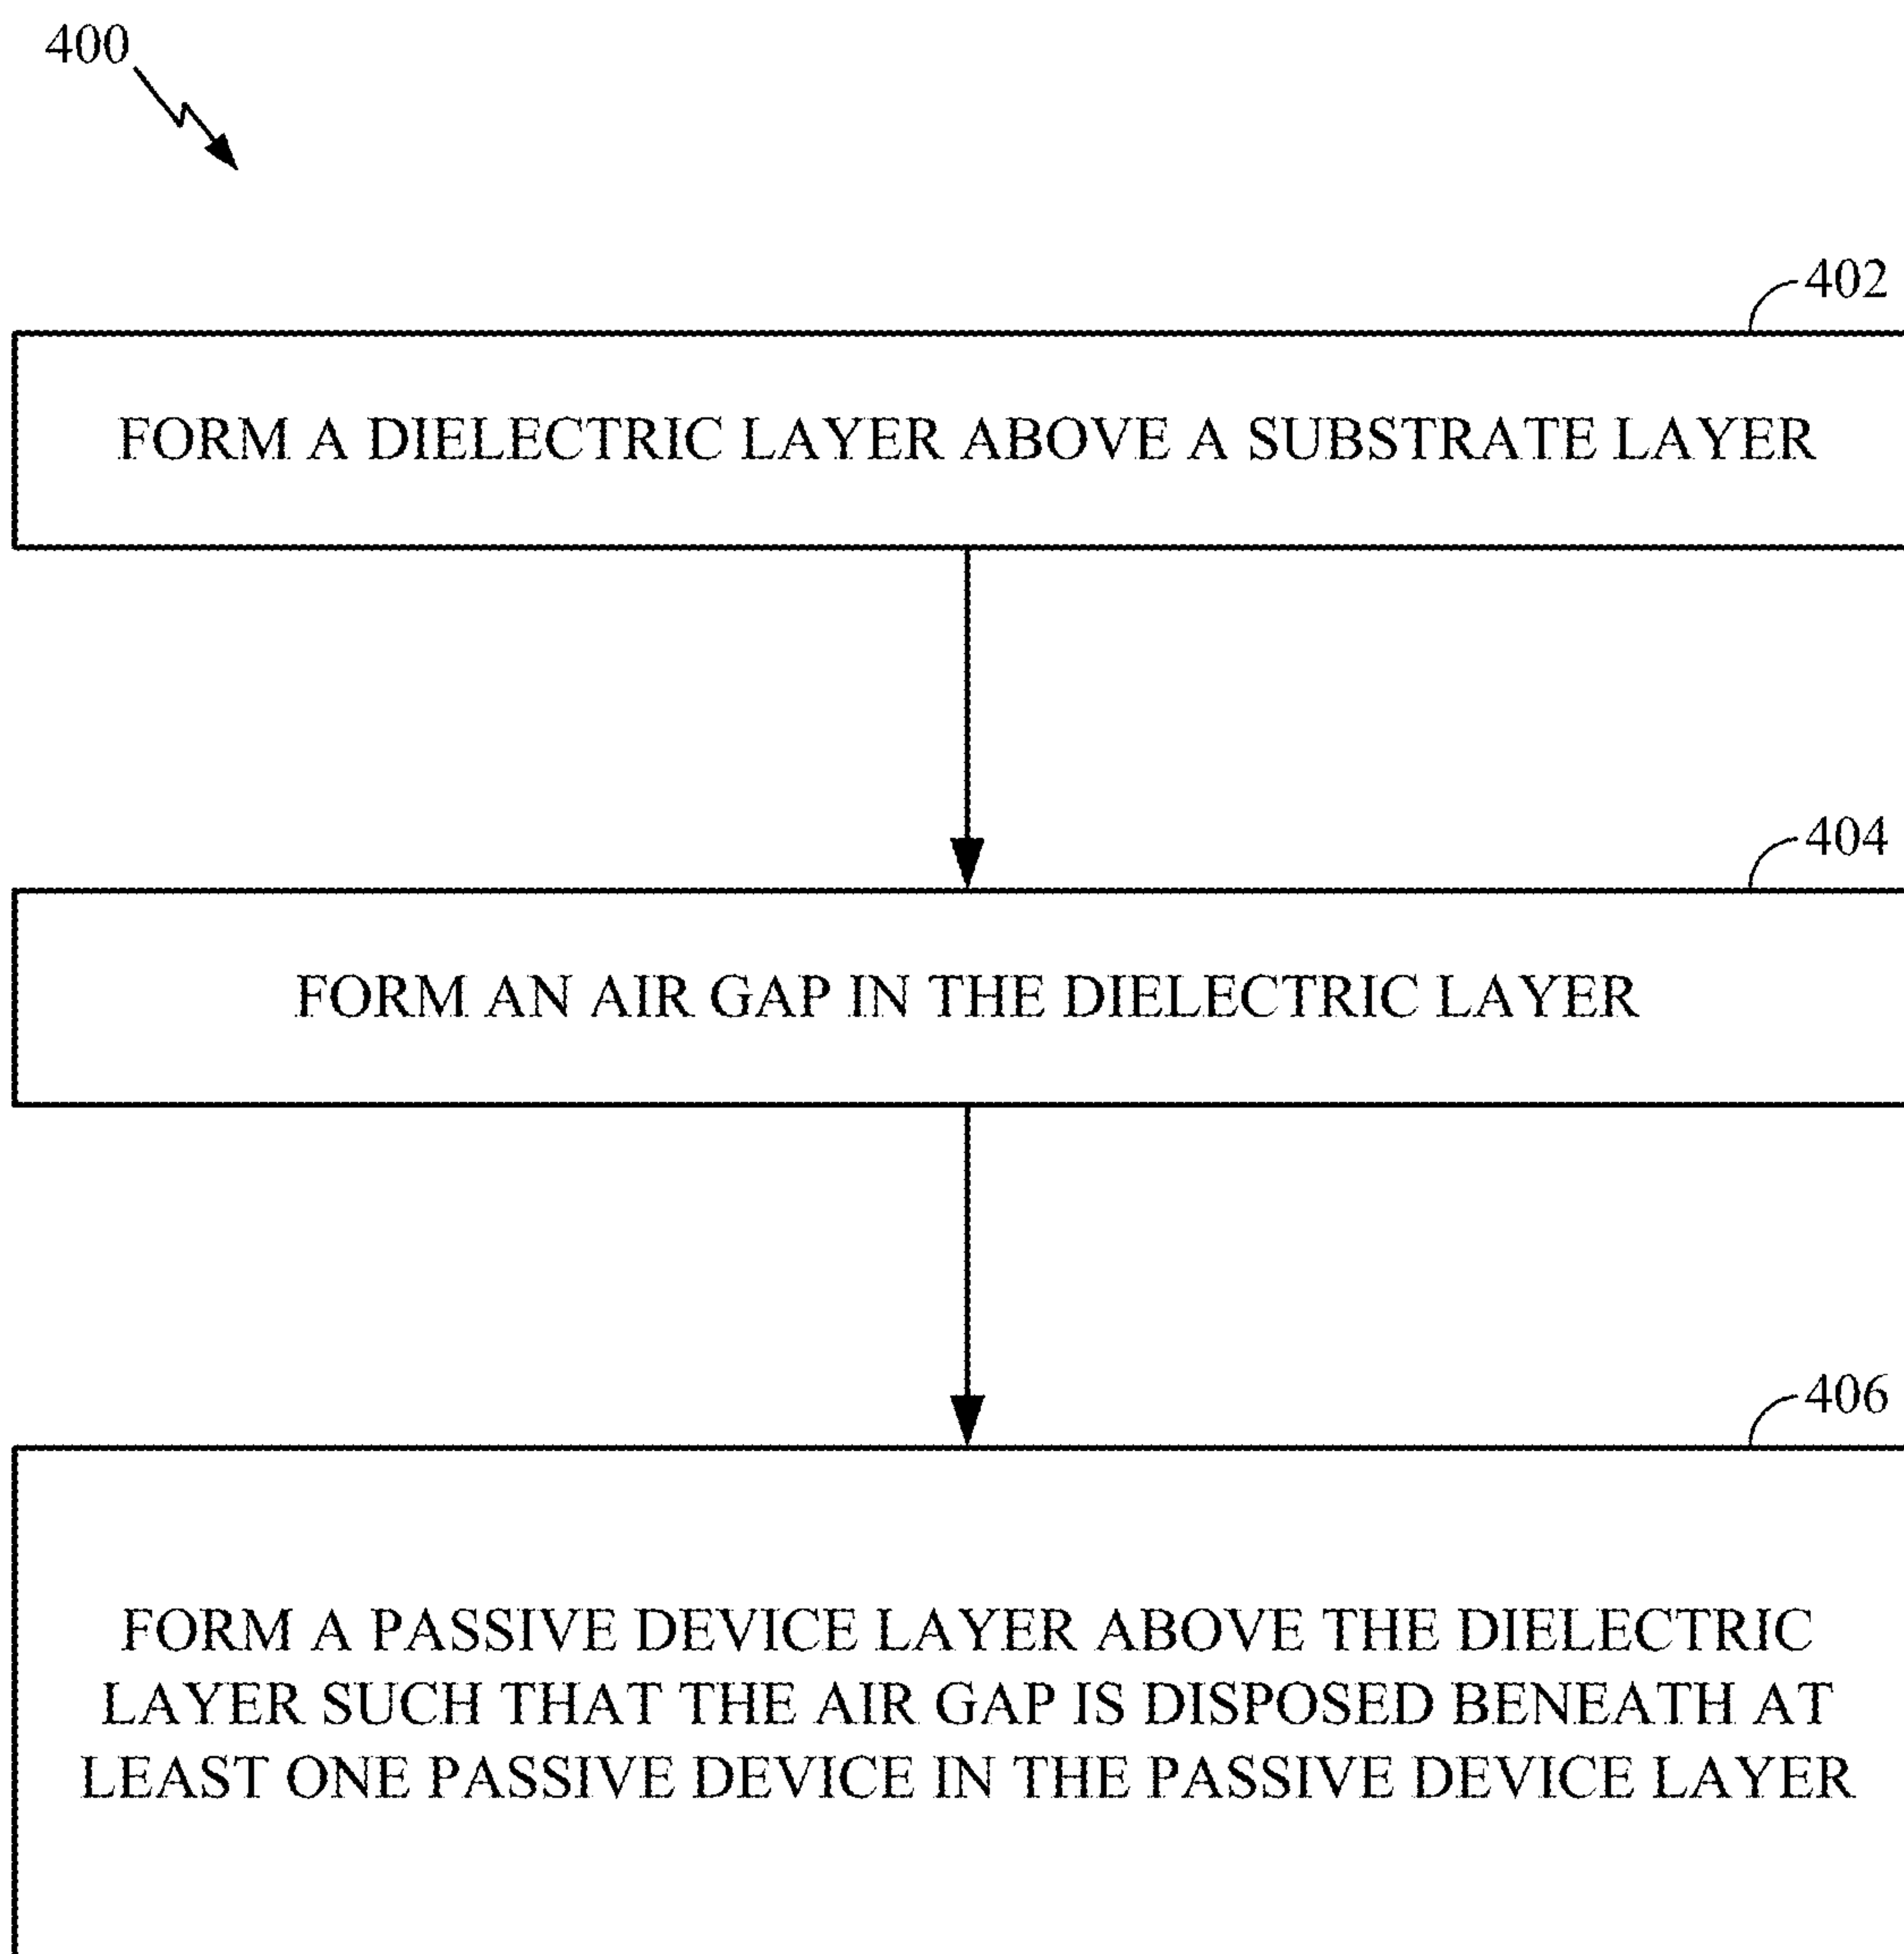 400
402
FORM A DIELECTRIC LAYER ABOVE A SUBSTRATE LAYER
404
FORM AN AIR GAP IN THE DIELECTRIC LAYER
406
FORM A PASSIVE DEVICE LAYER ABOVE THE DIELECTRIC
LAYER SUCH THAT THE AIR GAP IS DISPOSED BENEATH AT
LEAST ONE PASSIVE DEVICE IN THE PASSIVE DEVICE LAYER